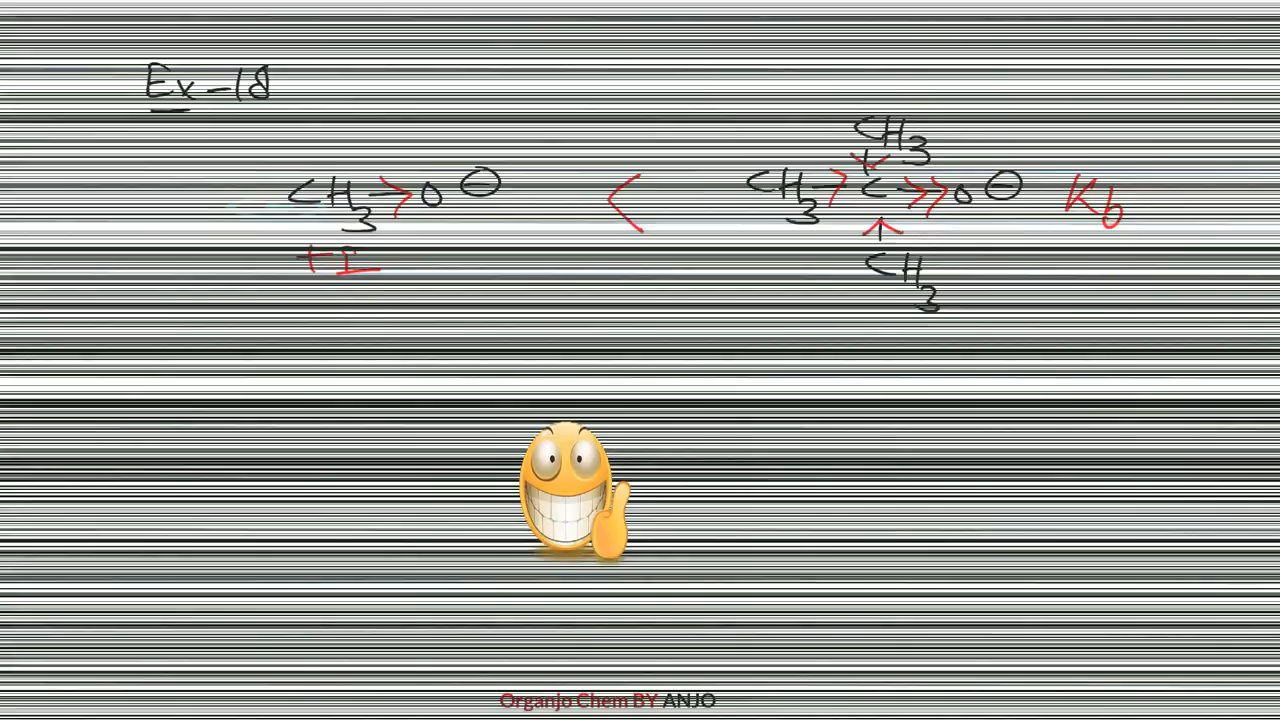 Ex-18
CH3
CH3 → O ⊖ < CH3 → C →> O ⊖ Kb
+I CH3
Organjo Chem BY ANJO